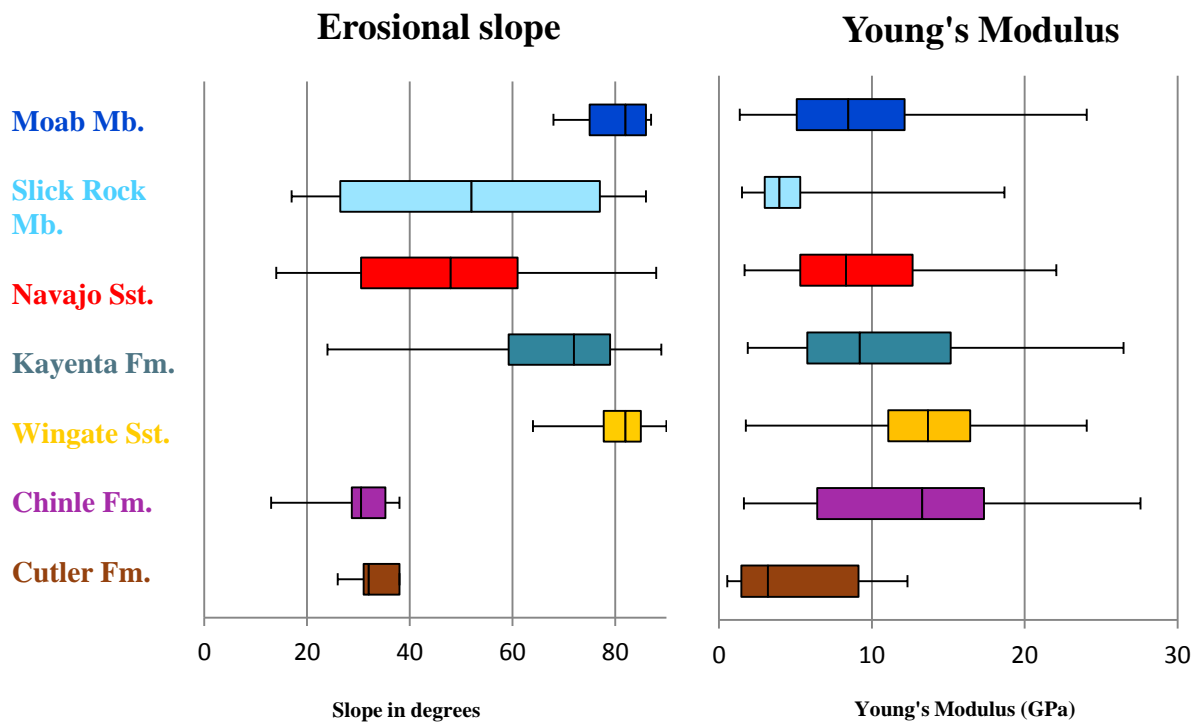 Erosional slope
Young's Modulus
Moab Mb.
Slick Rock
Mb.
Navajo Sst.
Kayenta Fm.
Wingate Sst.
Chinle Fm.
Cutler Fm.
0 20 40 60 80
0 10 20 30
Slope in degrees
Young's Modulus (GPa)